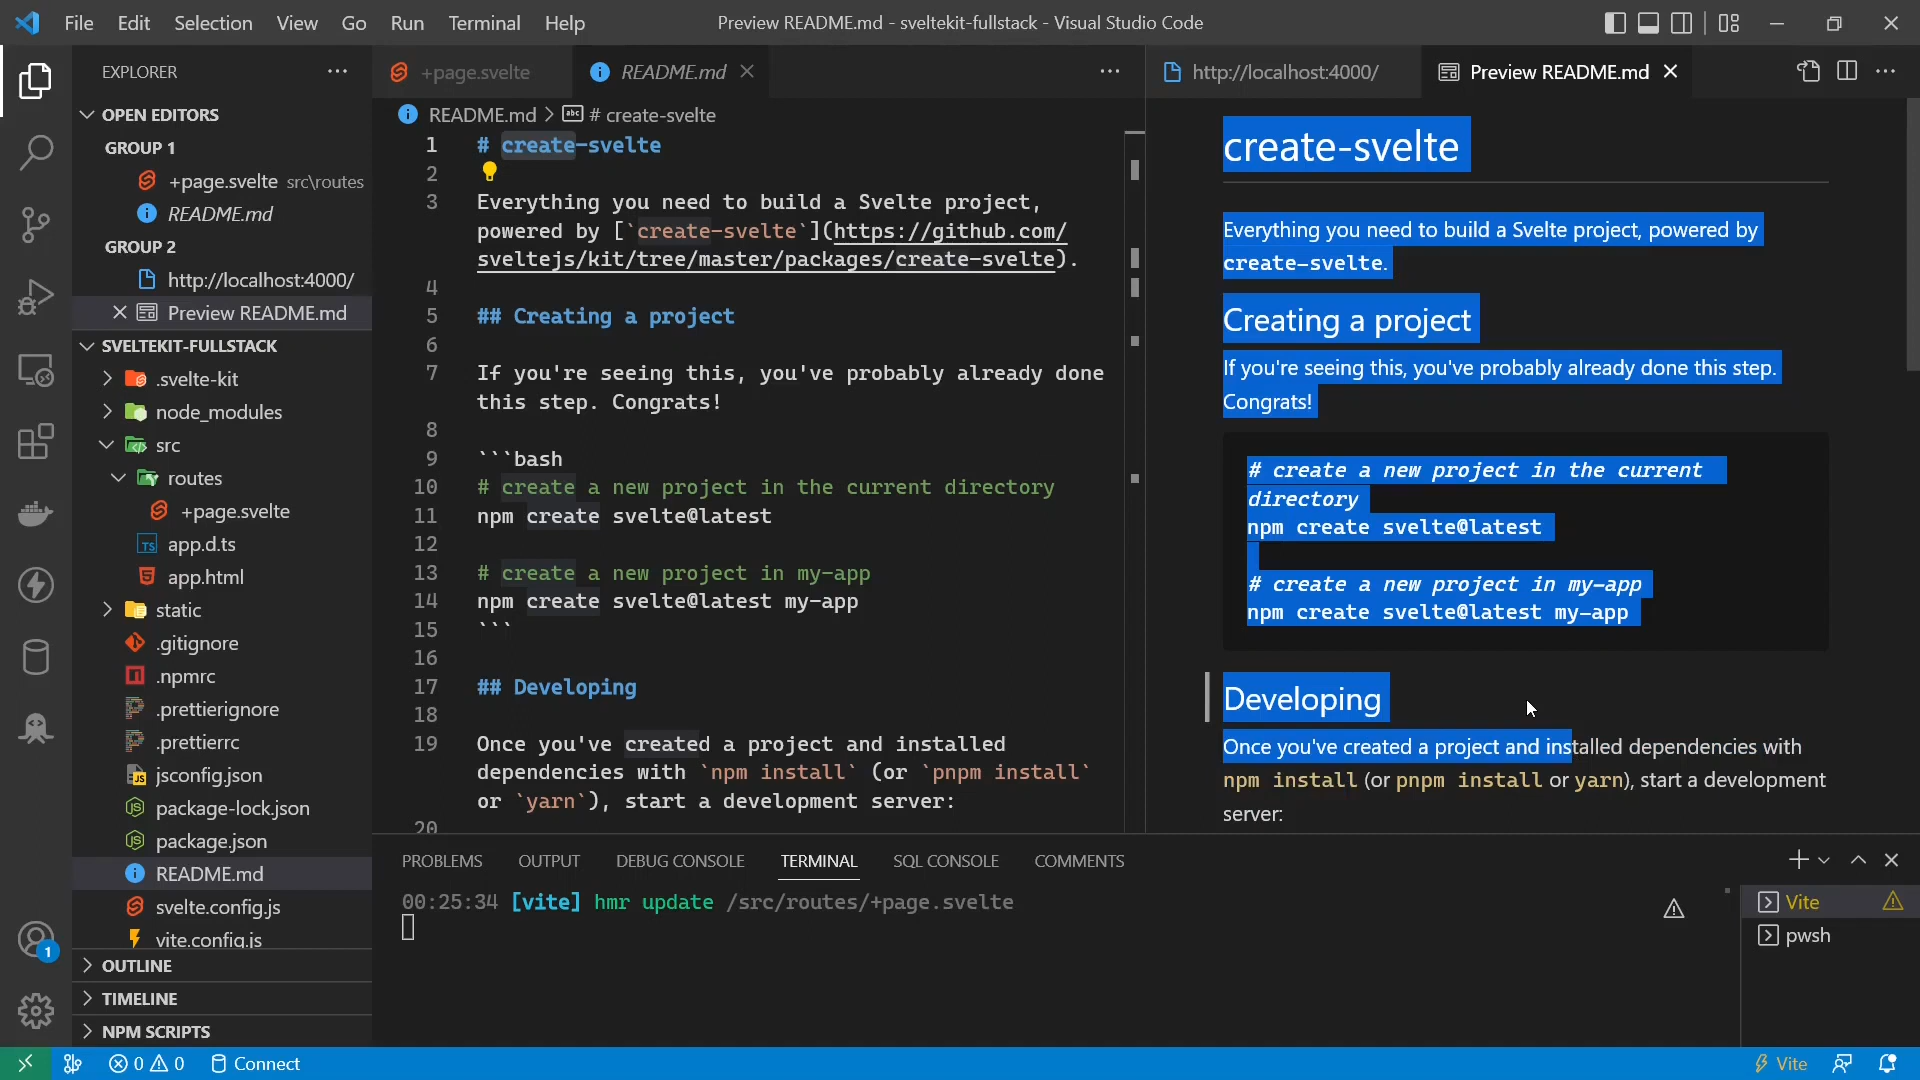 File Edit Selection View Go Run Terminal Help
Preview README.md - sveltekit-fullstack - Visual Studio Code
EXPLORER
OPEN EDITORS
GROUP 1
+page.svelte src\routes
README.md
GROUP 2
http://localhost:4000/
Preview README.md
SVELTEKIT-FULLSTACK
.svelte-kit
node_modules
src
routes
+page.svelte
app.d.ts
app.html
static
.gitignore
.npmrc
.prettierignore
.prettierrc
jsconfig.json
package-lock.json
package.json
README.md
svelte.config.js
vite.config.js
OUTLINE
TIMELINE
NPM SCRIPTS
+page.svelte
README.md
README.md > # create-svelte
1 # create-svelte
2
3 Everything you need to build a Svelte project,
powered by [`create-svelte`](https://github.com/
sveltejs/kit/tree/master/packages/create-svelte).
4
5 ## Creating a project
6
7 If you're seeing this, you've probably already done
this step. Congrats!
8
9 ```bash
10 # create a new project in the current directory
11 npm create svelte@latest
12
13 # create a new project in my-app
14 npm create svelte@latest my-app
15 ```
16
17 ## Developing
18
19 Once you've created a project and installed
dependencies with `npm install` (or `pnpm install`
or `yarn`), start a development server:
20
http://localhost:4000/
Preview README.md
create-svelte
Everything you need to build a Svelte project, powered by
create-svelte.
Creating a project
If you're seeing this, you've probably already done this step.
Congrats!
# create a new project in the current
directory
npm create svelte@latest
# create a new project in my-app
npm create svelte@latest my-app
Developing
Once you've created a project and installed dependencies with
npm install (or pnpm install or yarn), start a development
server:
PROBLEMS OUTPUT DEBUG CONSOLE TERMINAL SQL CONSOLE COMMENTS
00:25:34 [vite] hmr update /src/routes/+page.svelte
Vite
pwsh
1
0 0 Connect
Vite